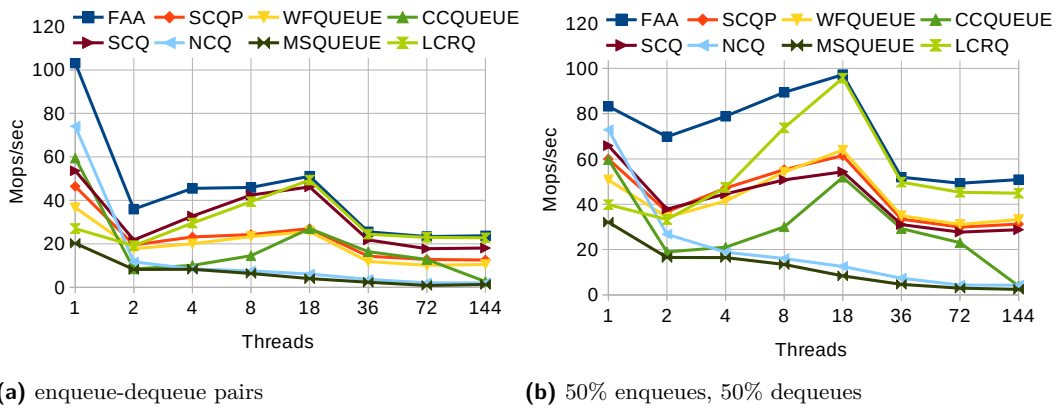 FAA SCQP WFQUEUE CCQUEUE
SCQ NCQ MSQUEUE LCRQ
120
100
80
60
40
20
0
Mops/sec
1 2 4 8 18 36 72 144
Threads
(a) enqueue-dequeue pairs
FAA SCQP WFQUEUE CCQUEUE
SCQ NCQ MSQUEUE LCRQ
120
100
80
60
40
20
0
Mops/sec
1 2 4 8 18 36 72 144
Threads
(b) 50% enqueues, 50% dequeues